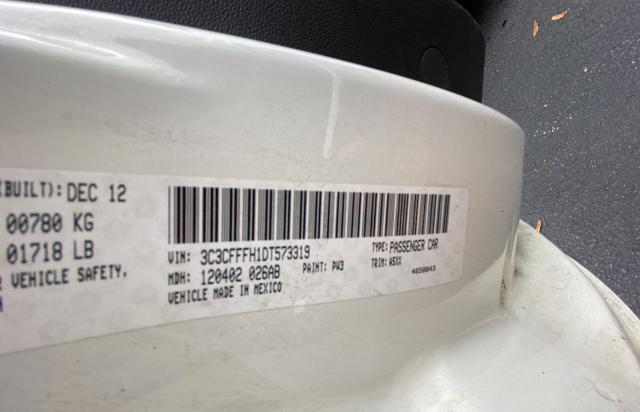 (BUILT): DEC 12
00780 KG
01718 LB
VEHICLE SAFETY.
VIN: 3C3CFFFH1DT573319 TYPE: PASSENGER CAR
MDH: 120402 026AB PAINT: PW3 TRIM: A5XX
VEHICLE MADE IN MEXICO 4658843